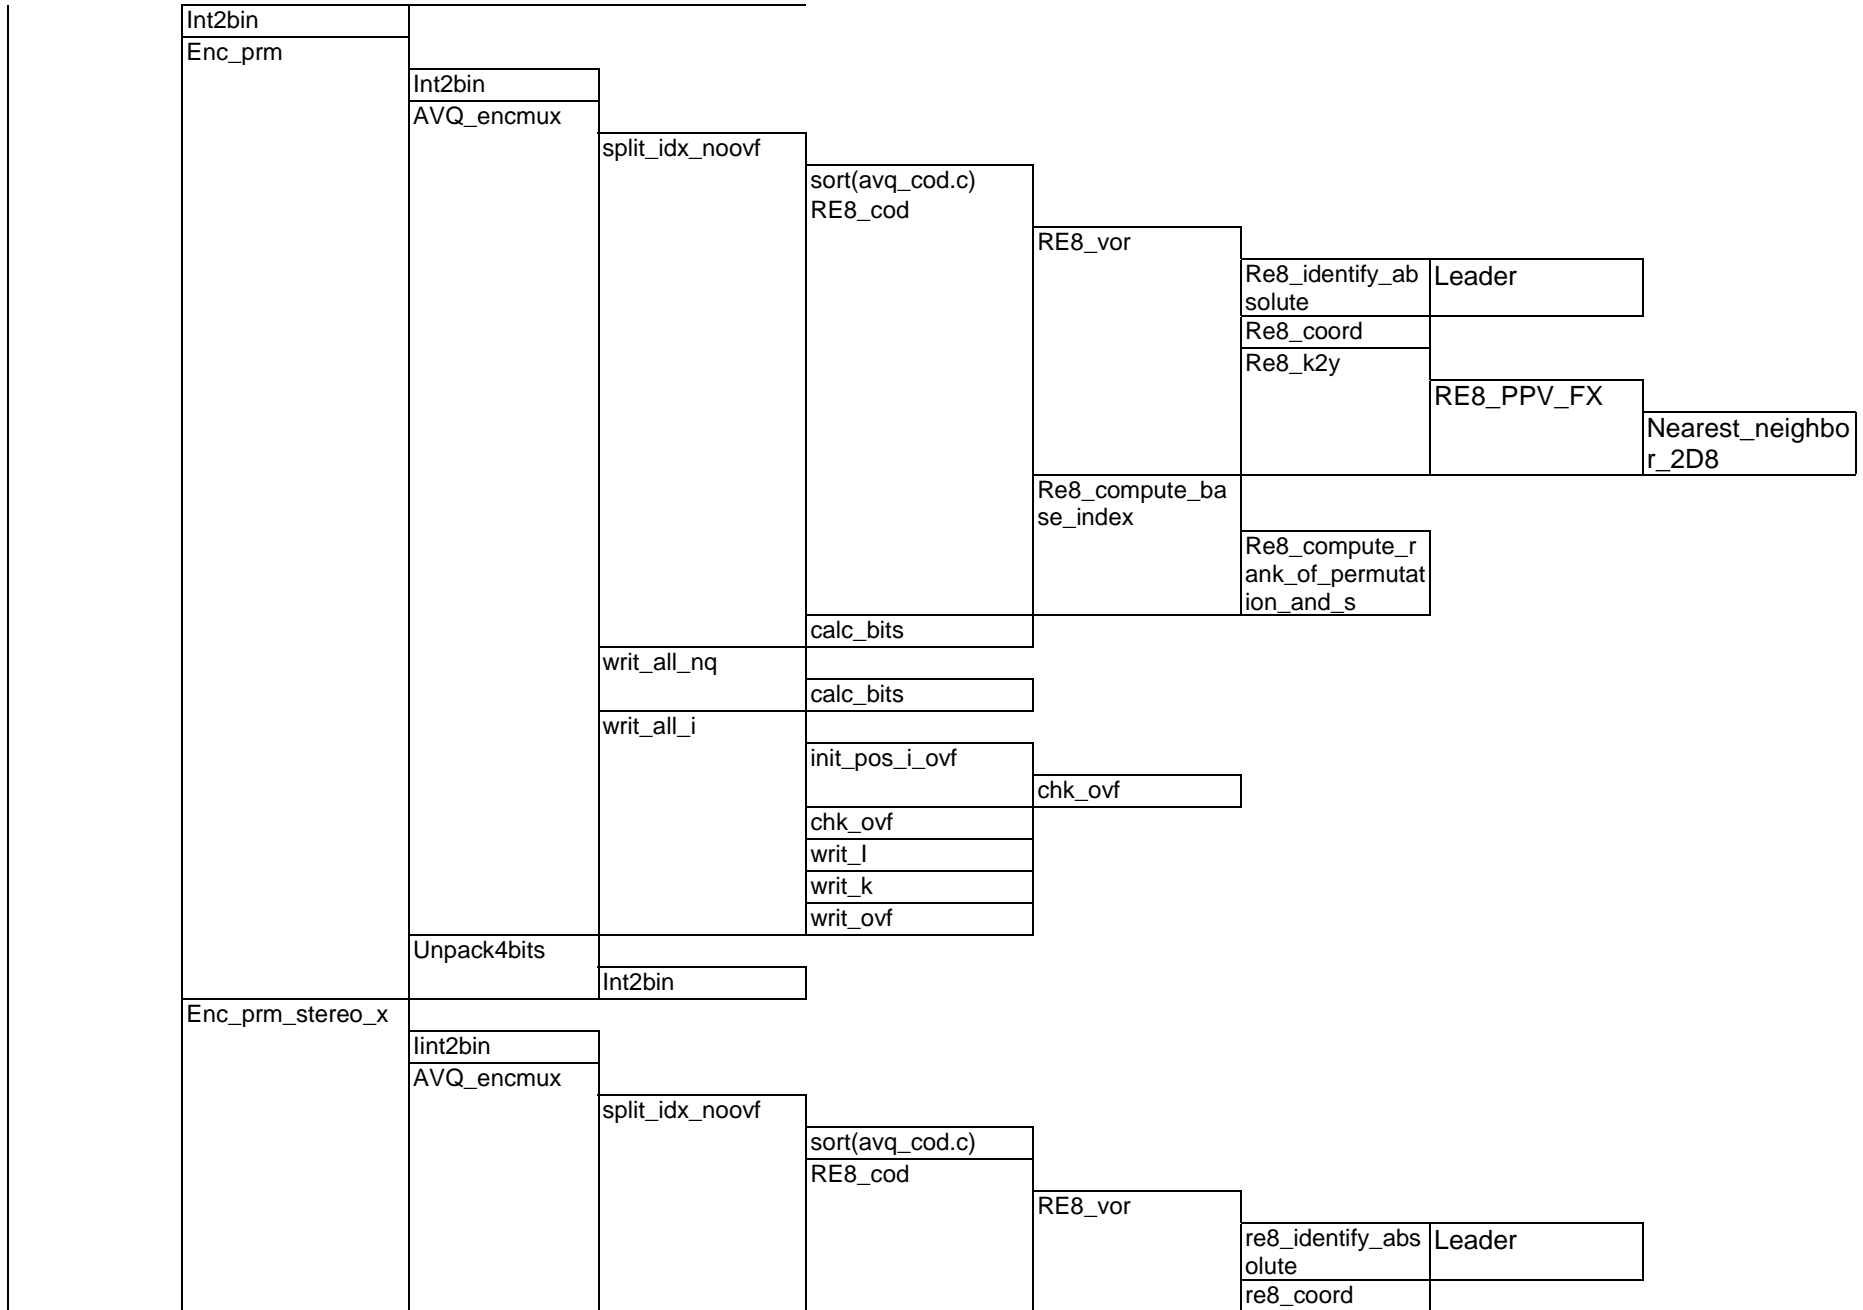 Int2bin
Enc_prm
Int2bin
AVQ_encmux
split_idx_noovf
sort(avq_cod.c)
RE8_cod
RE8_vor
Re8_identify_ab
solute
Leader
Re8_coord
Re8_k2y
RE8_PPV_FX
Nearest_neighbo
r_2D8
Re8_compute_ba
se_index
Re8_compute_r
ank_of_permutat
ion_and_s
calc_bits
writ_all_nq
calc_bits
writ_all_i
init_pos_i_ovf
chk_ovf
chk_ovf
writ_I
writ_k
writ_ovf
Unpack4bits
Int2bin
Enc_prm_stereo_x
Iint2bin
AVQ_encmux
split_idx_noovf
sort(avq_cod.c)
RE8_cod
RE8_vor
re8_identify_abs
olute
Leader
re8_coord